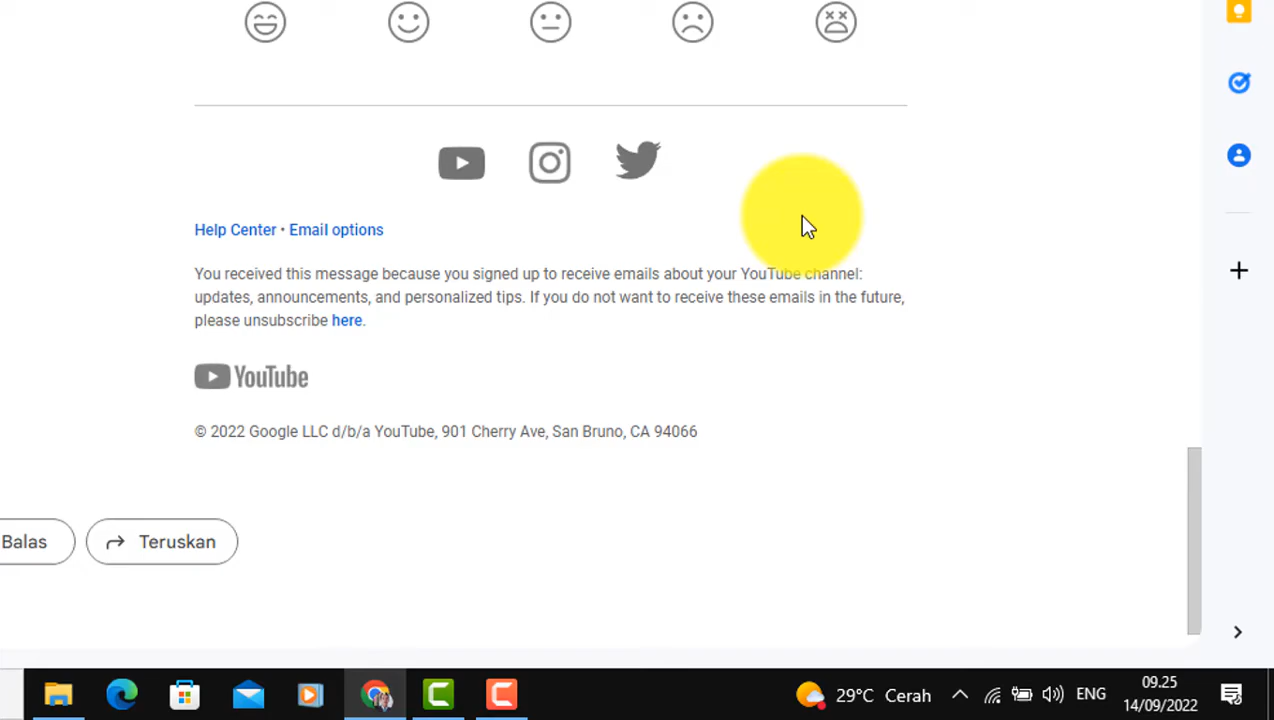 Help Center • Email options
You received this message because you signed up to receive emails about your YouTube channel:
updates, announcements, and personalized tips. If you do not want to receive these emails in the future,
please unsubscribe here.
YouTube
© 2022 Google LLC d/b/a YouTube, 901 Cherry Ave, San Bruno, CA 94066
Balas
Teruskan
29°C Cerah
ENG
09.25
14/09/2022